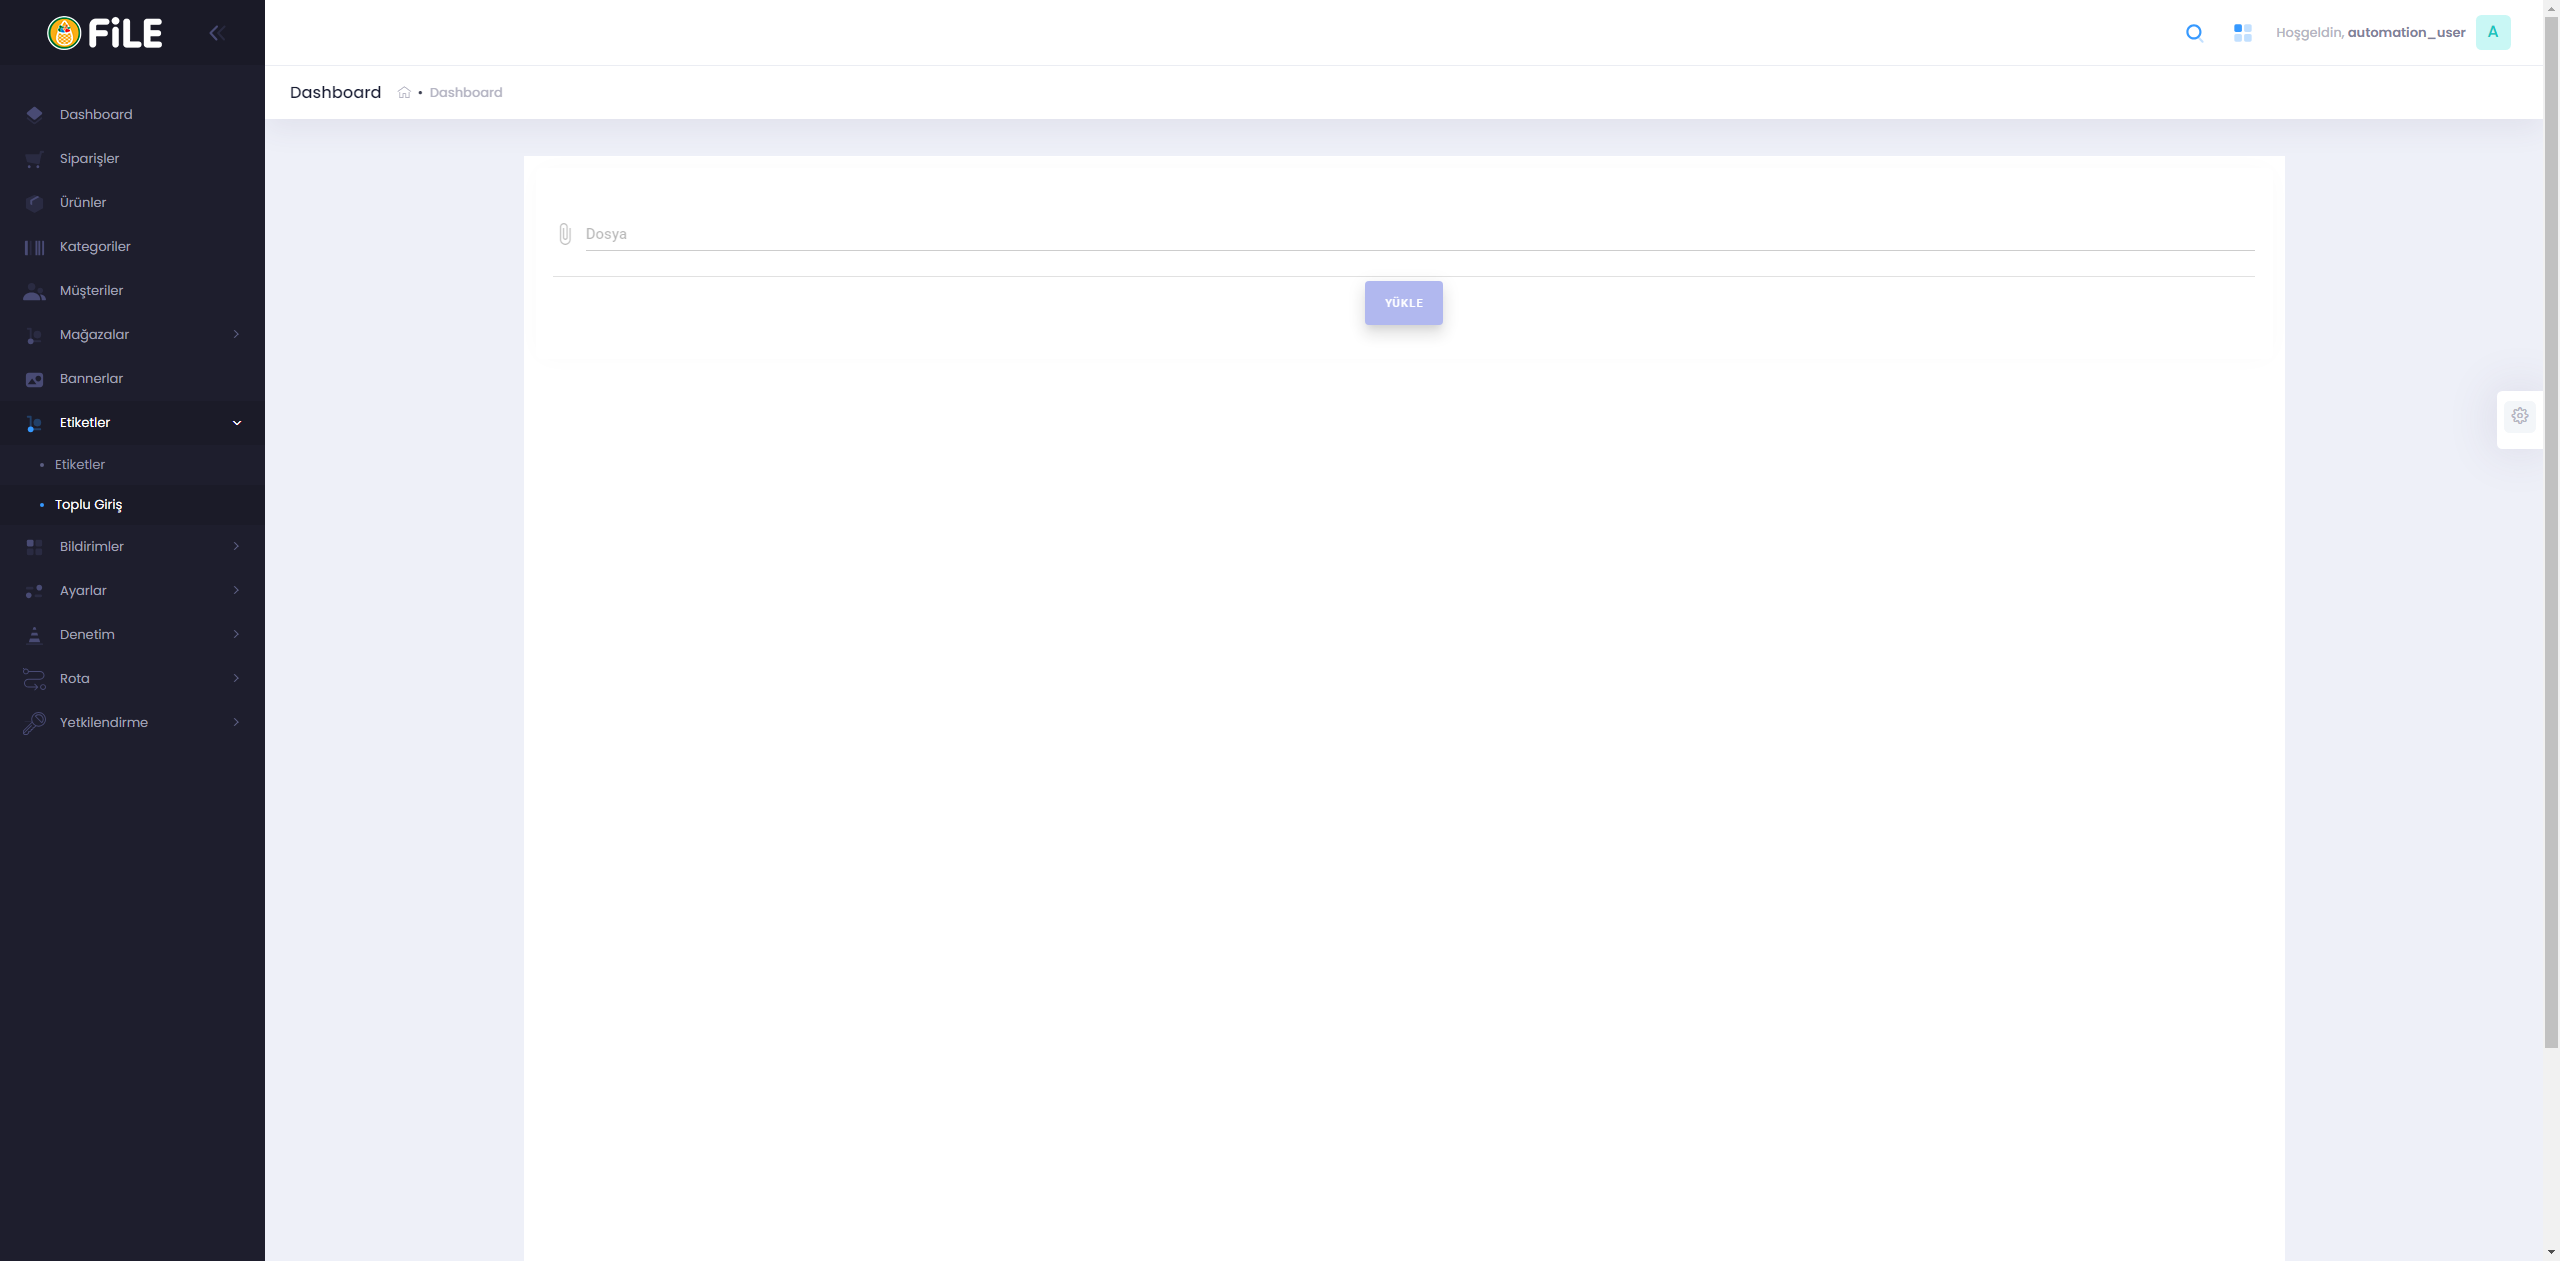 FiLE
Hoşgeldin, automation_user A
Dashboard Dashboard
Dashboard
Siparişler
Ürünler
Kategoriler
Müşteriler
Mağazalar
Bannerlar
Etiketler
Etiketler
Toplu Giriş
Bildirimler
Ayarlar
Denetim
Rota
Yetkilendirme
Dosya
YÜKLE